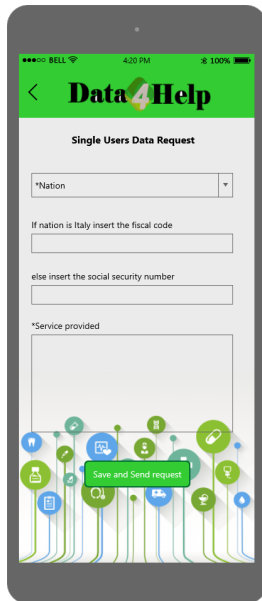 BELL 4:20 PM 100%
Data4Help
Single Users Data Request
*Nation
If nation is Italy insert the fiscal code
else insert the social security number
*Service provided
Save and Send request